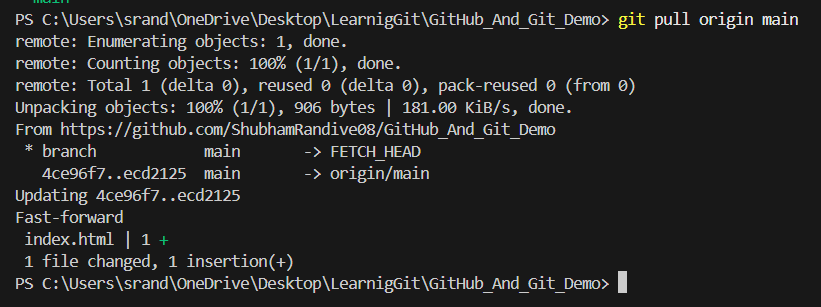 main
PS C:\Users\srand\OneDrive\Desktop\LearnigGit\GitHub_And_Git_Demo> git pull origin main
remote: Enumerating objects: 1, done.
remote: Counting objects: 100% (1/1), done.
remote: Total 1 (delta 0), reused 0 (delta 0), pack-reused 0 (from 0)
Unpacking objects: 100% (1/1), 906 bytes | 181.00 KiB/s, done.
From https://github.com/ShubhamRandive08/GitHub_And_Git_Demo
 * branch            main       -> FETCH_HEAD
   4ce96f7..ecd2125  main       -> origin/main
Updating 4ce96f7..ecd2125
Fast-forward
 index.html | 1 +
 1 file changed, 1 insertion(+)
PS C:\Users\srand\OneDrive\Desktop\LearnigGit\GitHub_And_Git_Demo>